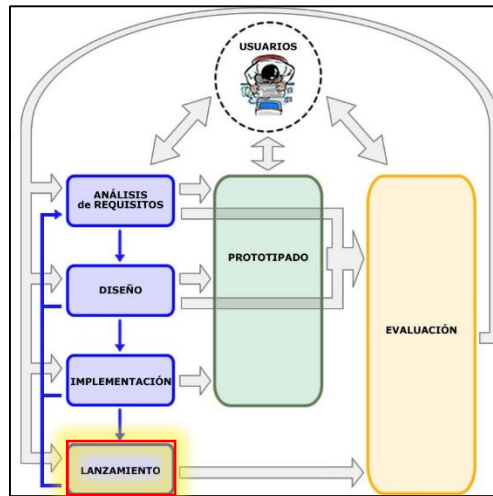 USUARIOS
ANÁLISIS
de REQUISITOS
PROTOTIPADO
DISEÑO
EVALUACIÓN
IMPLEMENTACIÓN
LANZAMIENTO